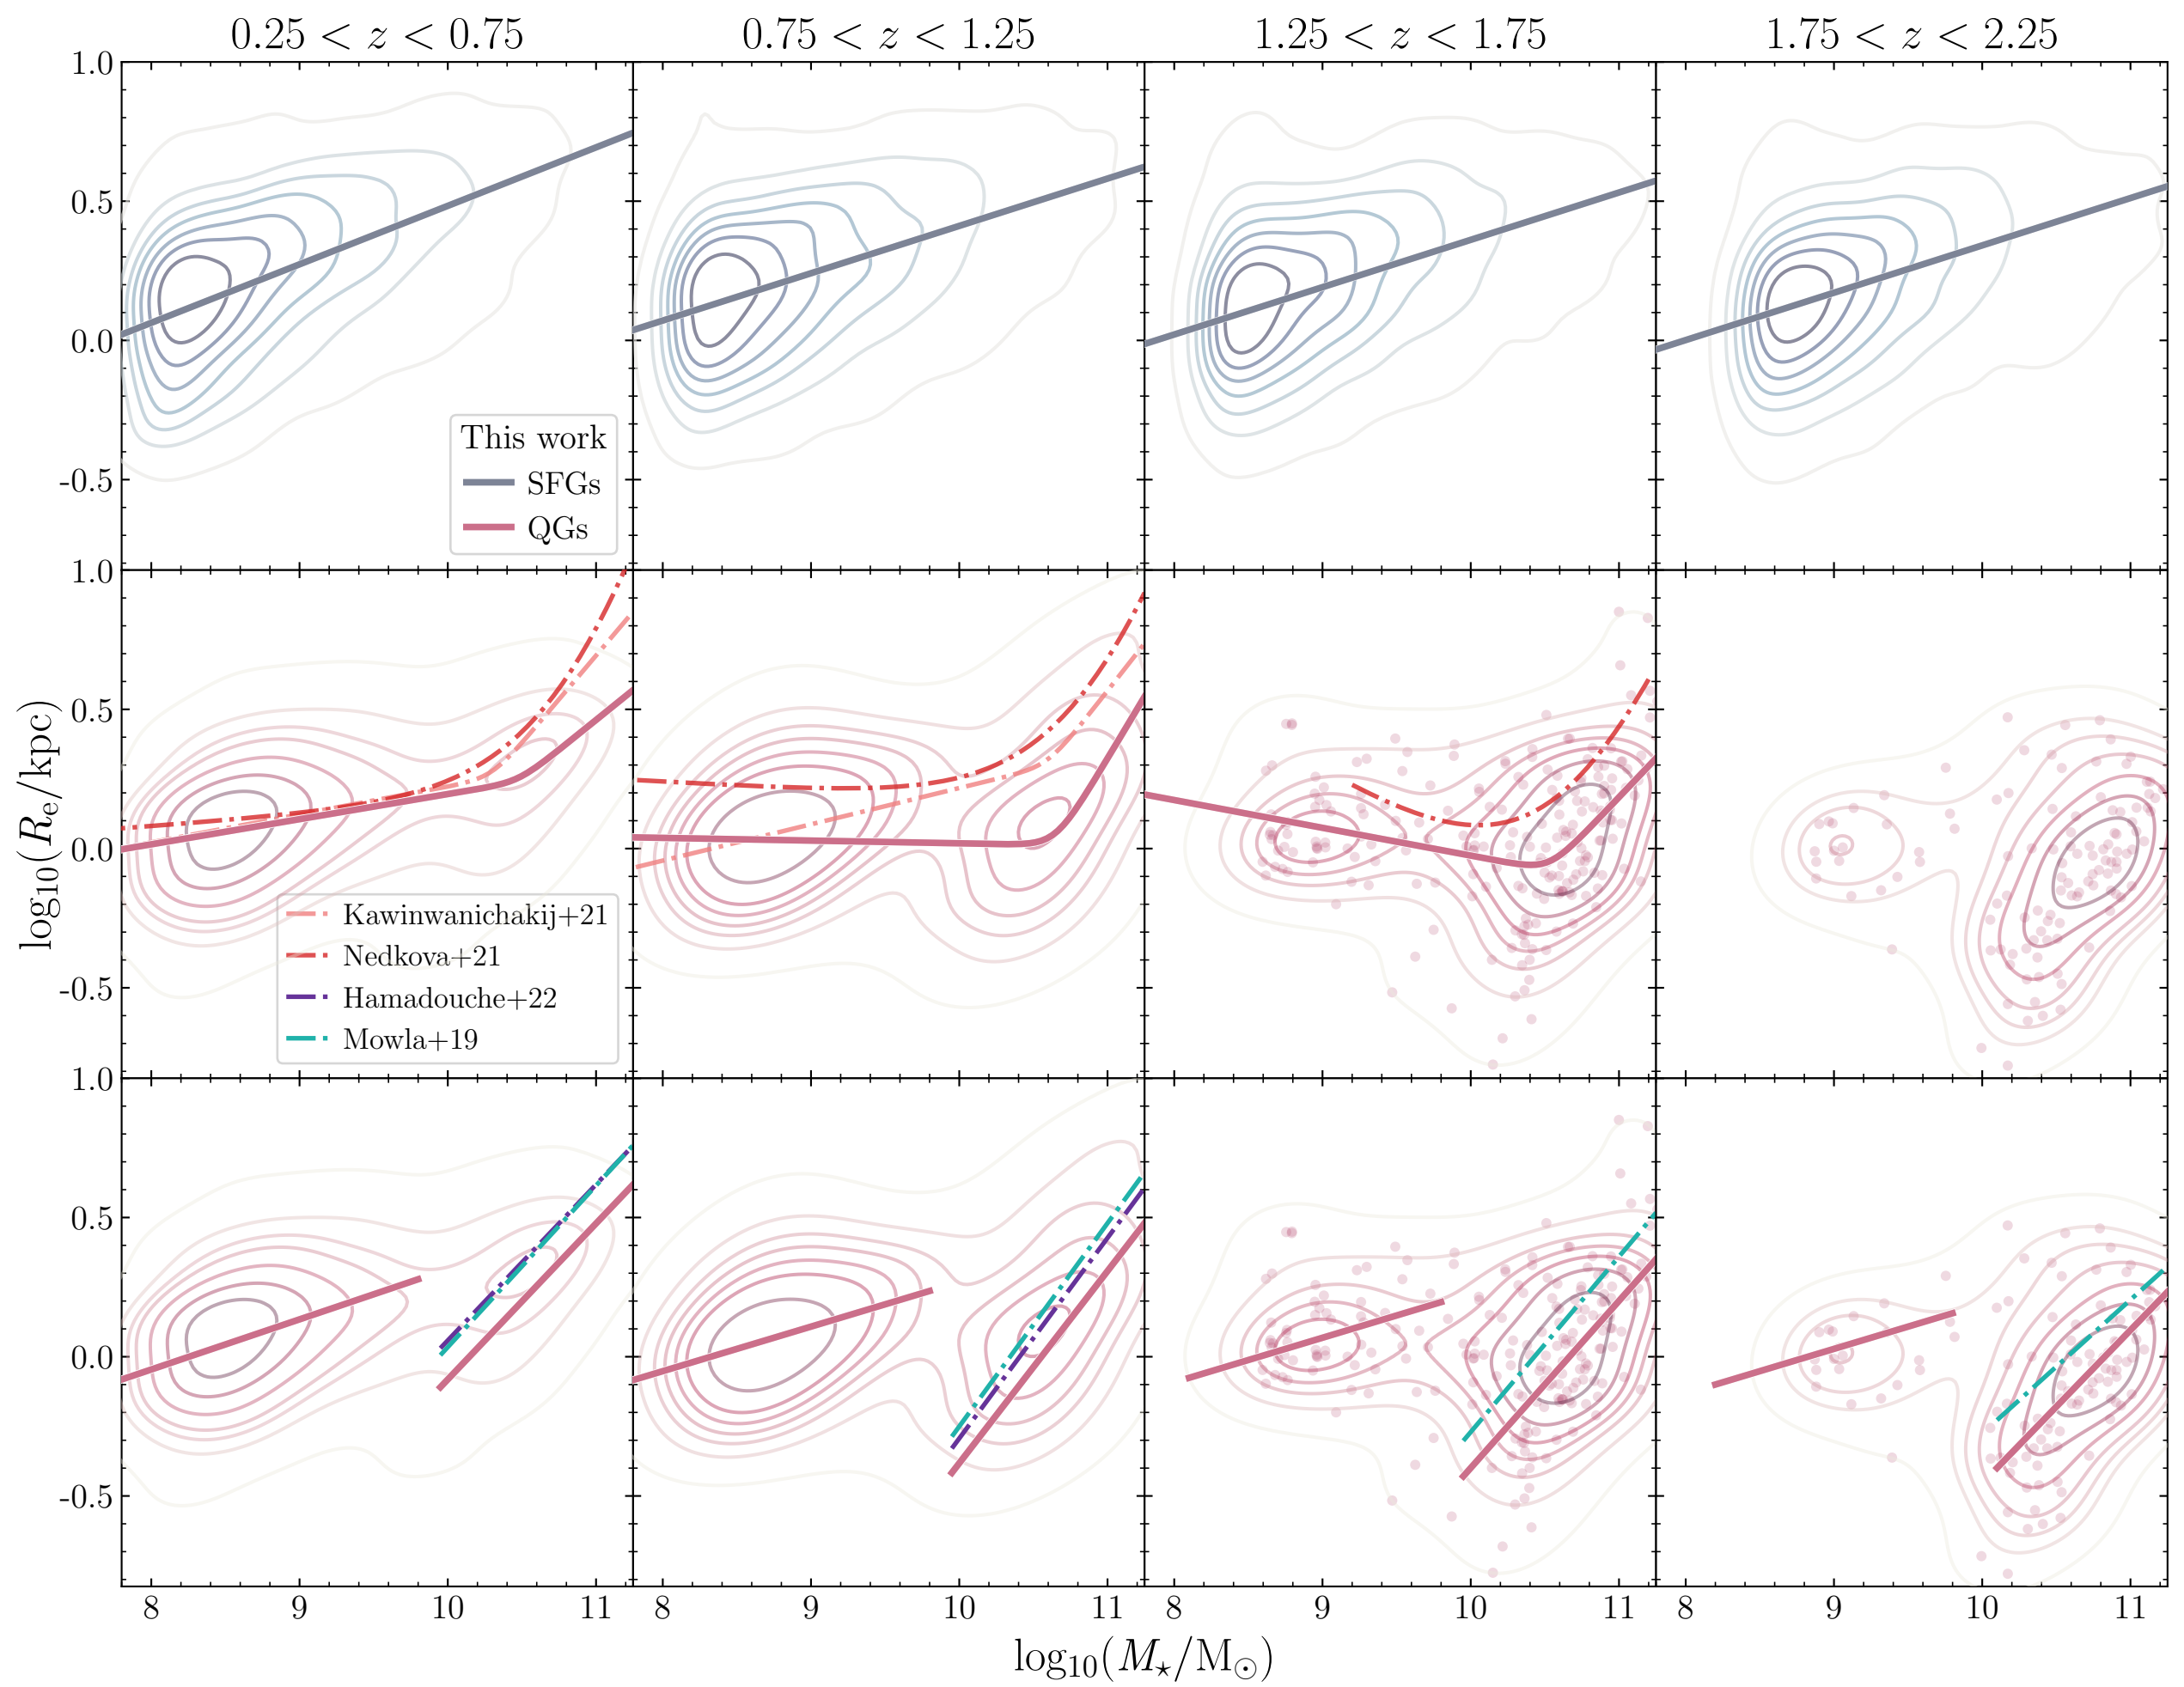 0.25 < z < 0.75
0.75 < z < 1.25
1.25 < z < 1.75
1.75 < z < 2.25
1.0
0.5
0.0
-0.5
This work
SFGs
QGs
1.0
0.5
0.0
-0.5
Kawinwanichakij+21
Nedkova+21
Hamadouche+22
Mowla+19
log₁₀(Rₑ/kpc)
1.0
0.5
0.0
-0.5
8 9 10 11
8 9 10 11
8 9 10 11
8 9 10 11
log₁₀(M⋆/M☉)